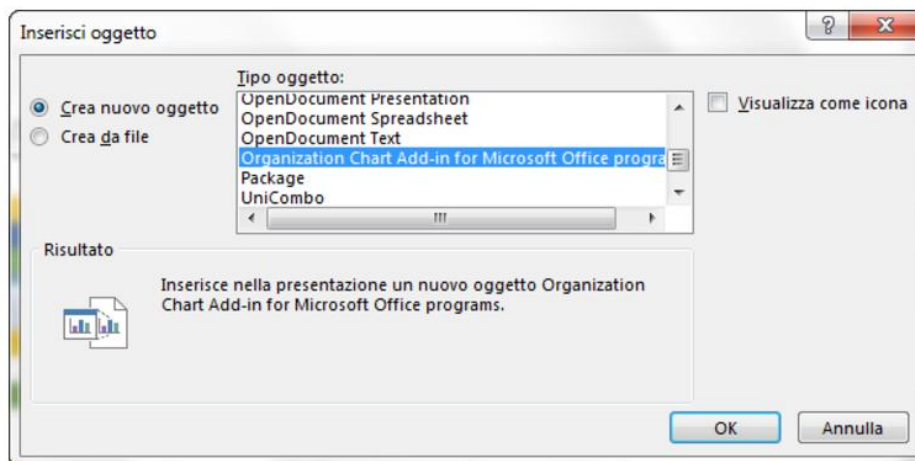 Inserisci oggetto
Tipo oggetto:
Crea nuovo oggetto
Crea da file
OpenDocument Presentation
OpenDocument Spreadsheet
OpenDocument Text
Organization Chart Add-in for Microsoft Office progra
Package
UniCombo
Visualizza come icona
Risultato
Inserisce nella presentazione un nuovo oggetto Organization
Chart Add-in for Microsoft Office programs.
OK
Annulla